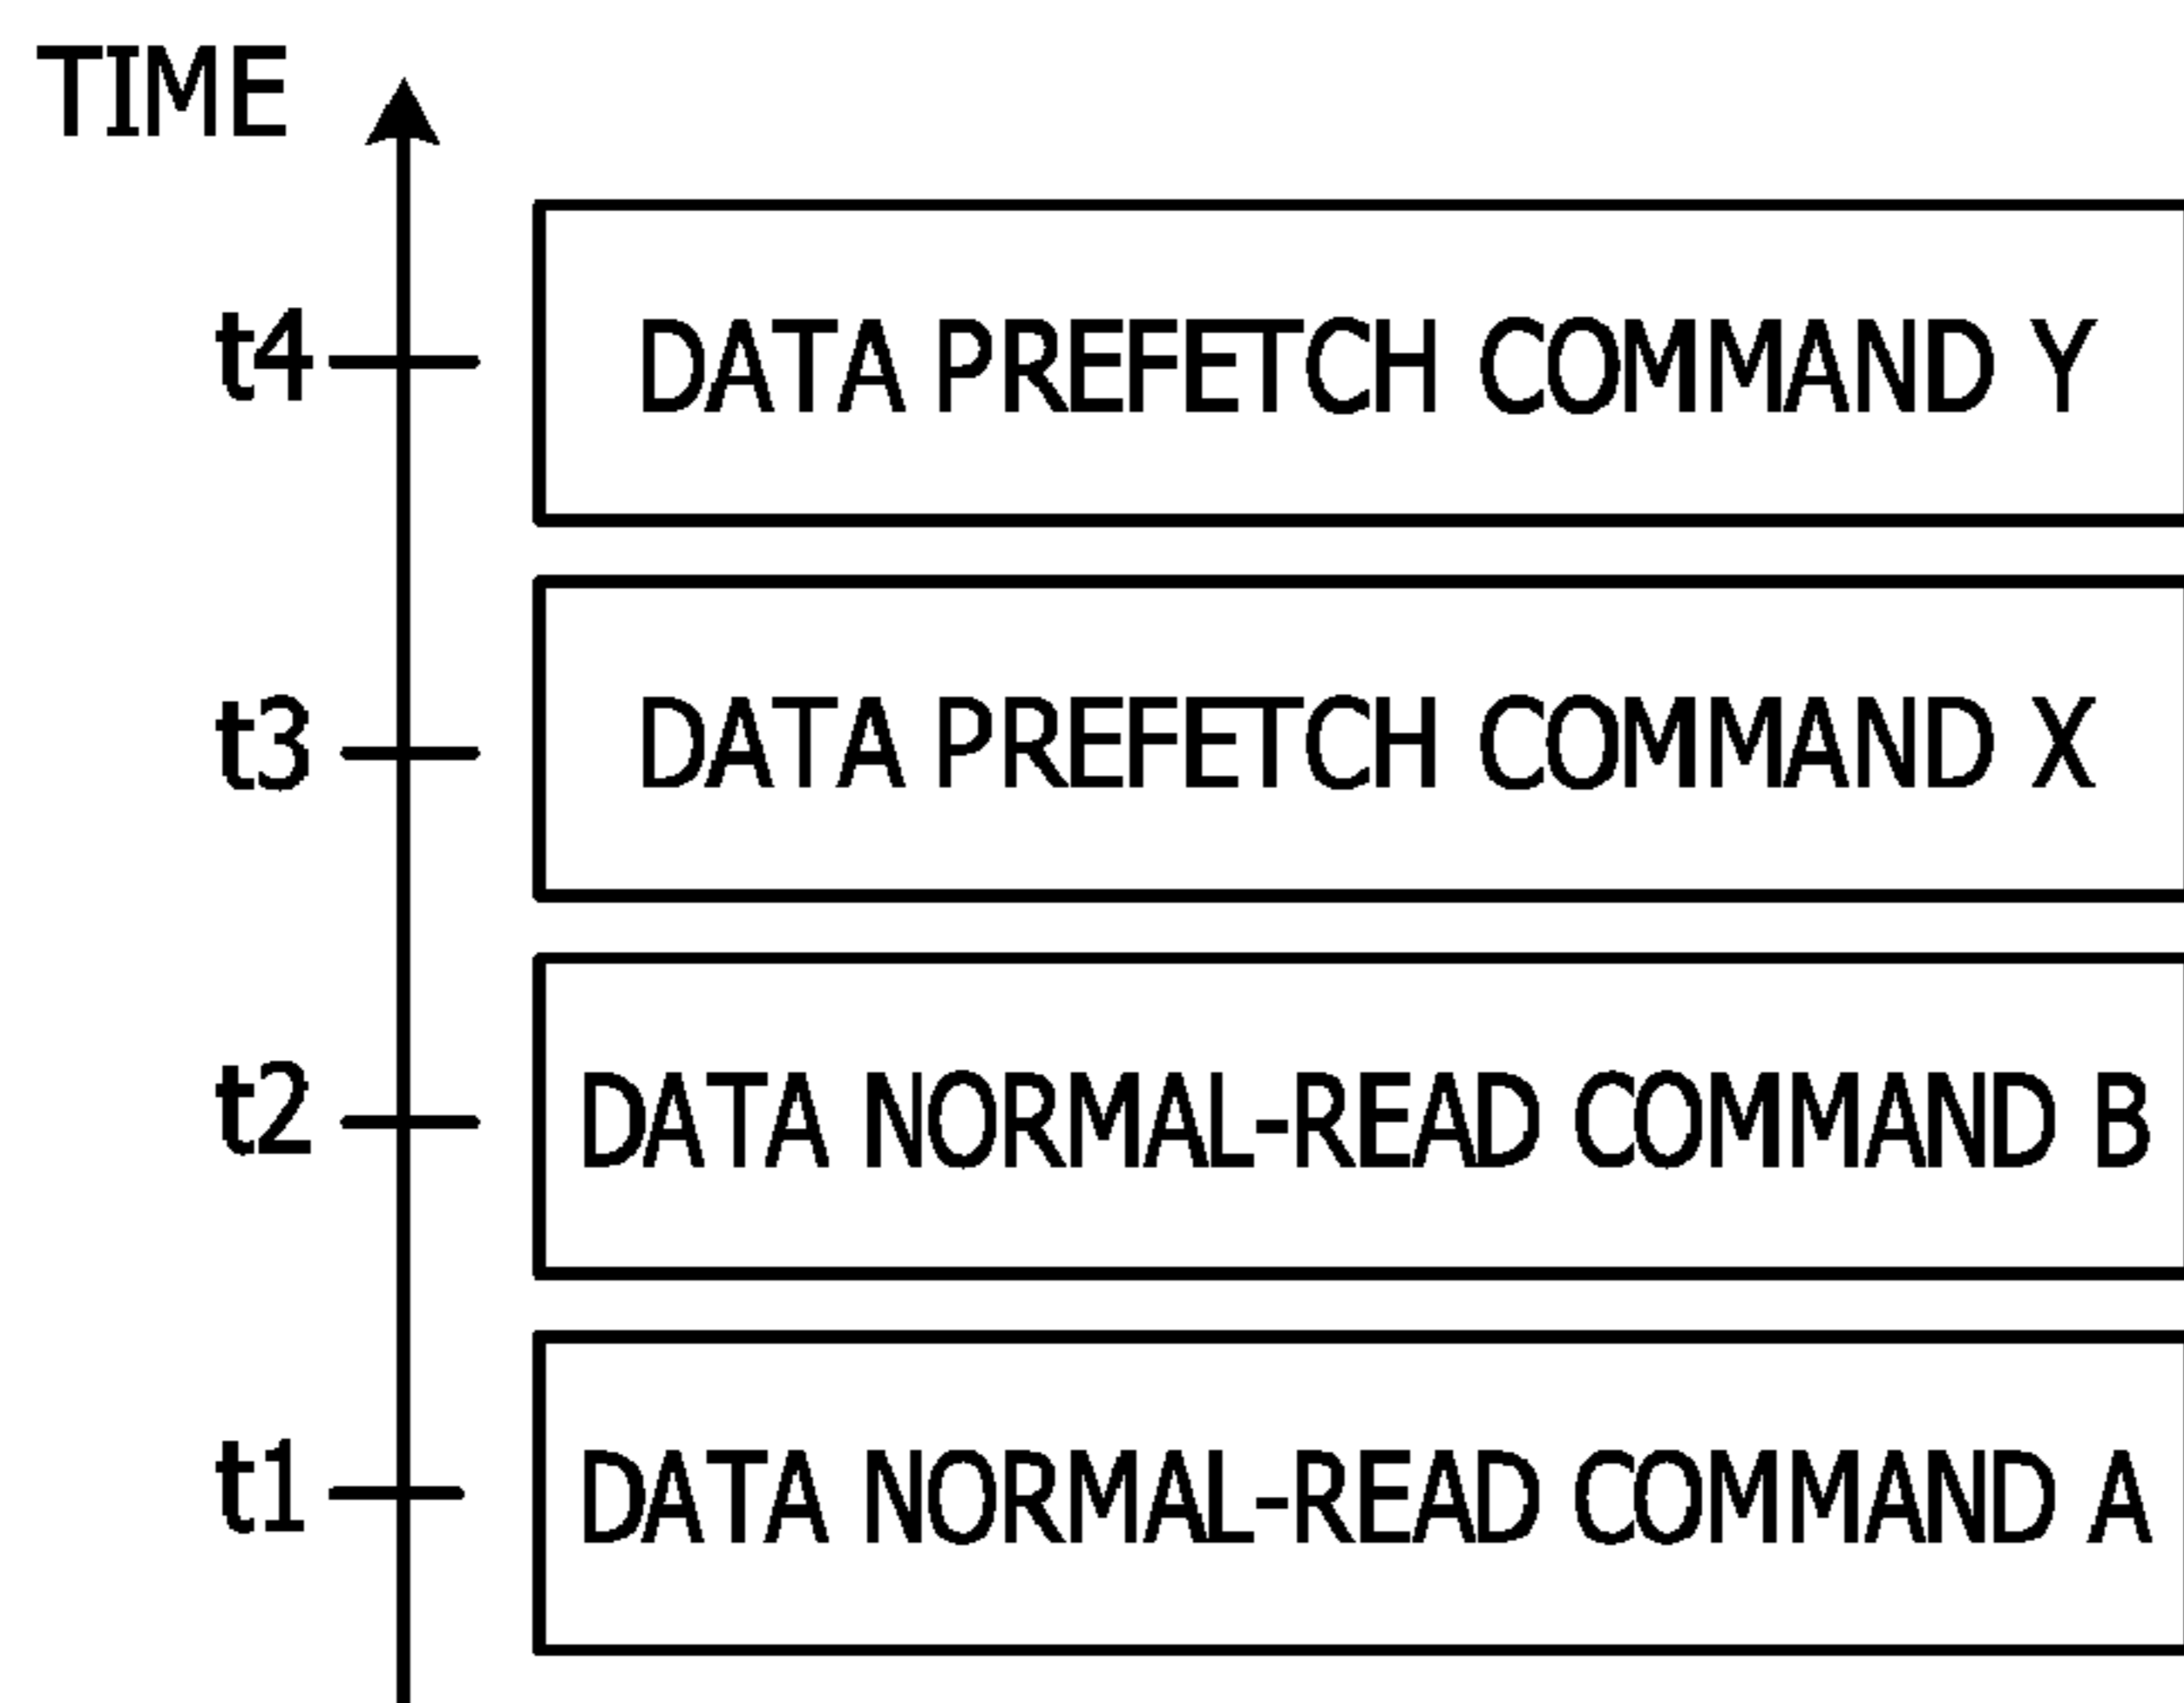 TIME
t4 DATA PREFETCH COMMAND Y
t3 DATA PREFETCH COMMAND X
t2 DATA NORMAL-READ COMMAND B
t1 DATA NORMAL-READ COMMAND A